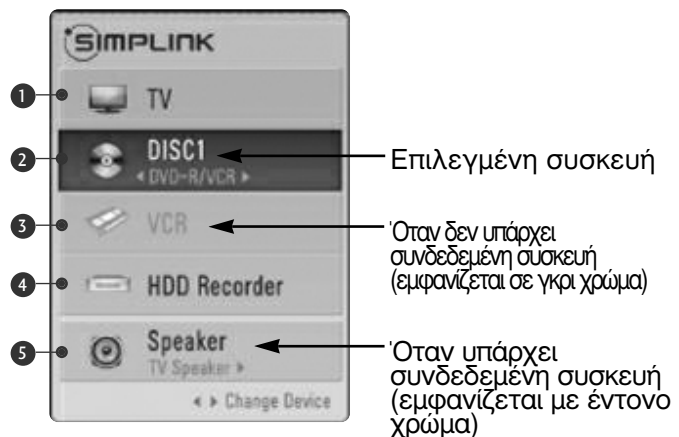 SIMPLINK
1 TV
2 DISC1
◄ DVD-R/VCR ►
Επιλεγμένη συσκευή
3 VCR
Όταν δεν υπάρχει
συνδεδεμένη συσκευή
(εμφανίζεται σε γκρι χρώμα)
4 HDD Recorder
5 Speaker
TV Speaker ►
Όταν υπάρχει
συνδεδεμένη συσκευή
(εμφανίζεται με έντονο
χρώμα)
◄ ► Change Device